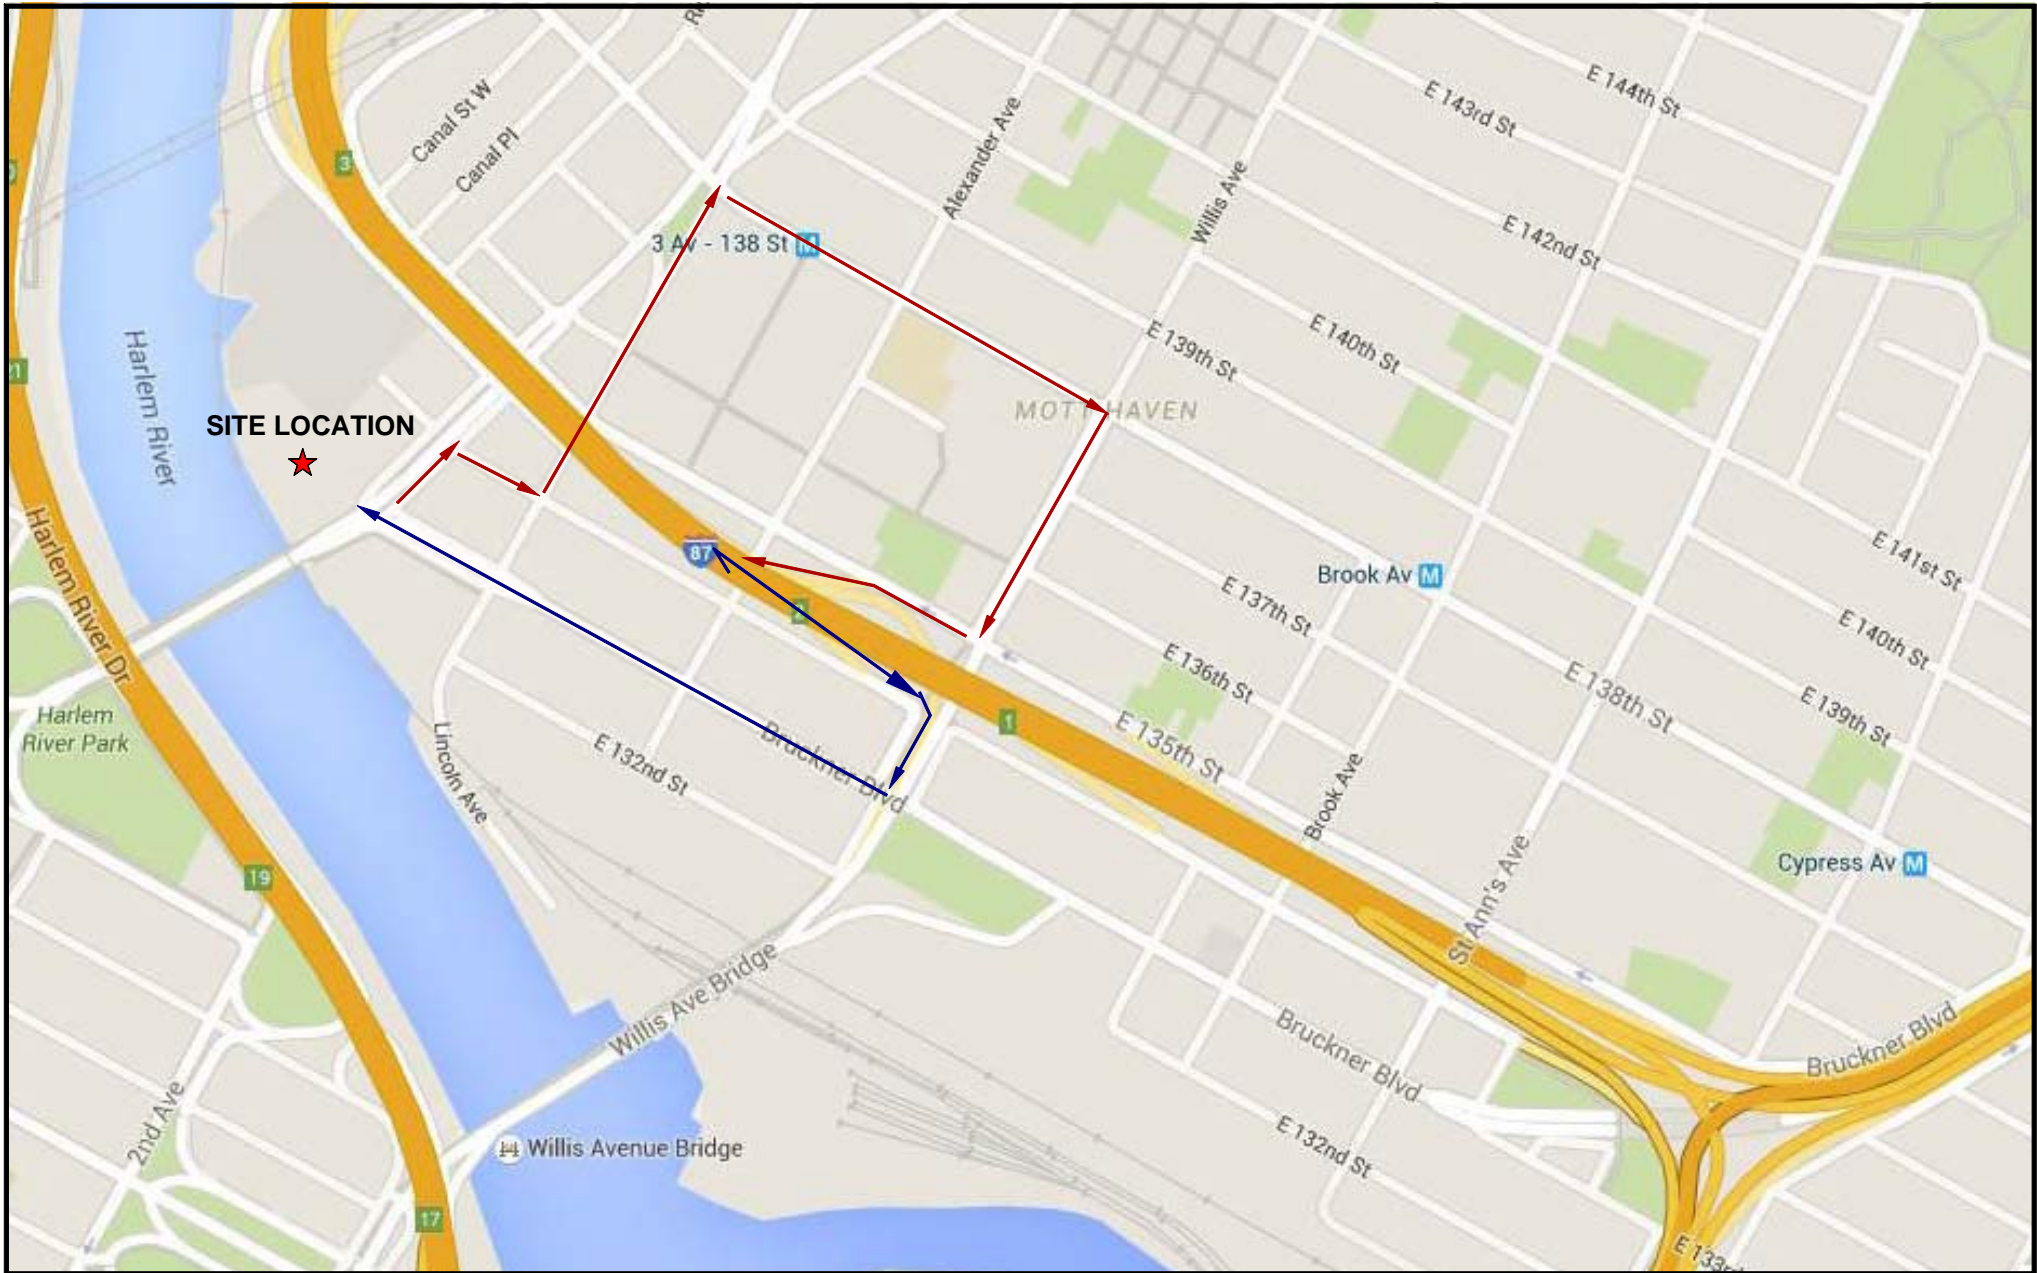 Canal St W
Canal Pl
3
Alexander Ave
E 143rd St
E 144th St
Willis Ave
E 142nd St
3 Av - 138 St M
Harlem River
E 139th St
E 140th St
MOTT HAVEN
21
SITE LOCATION
Harlem River Dr
87
2
Brook Av M
E 137th St
E 141st St
E 140th St
E 136th St
E 138th St
E 139th St
Harlem
River Park
Lincoln Ave
E 132nd St
Bruckner Blvd
1
E 135th St
Brook Ave
St Ann's Ave
Cypress Av M
19
Willis Ave Bridge
Bruckner Blvd
Bruckner Blvd
2nd Ave
Willis Avenue Bridge
E 132nd St
17
E 133rd